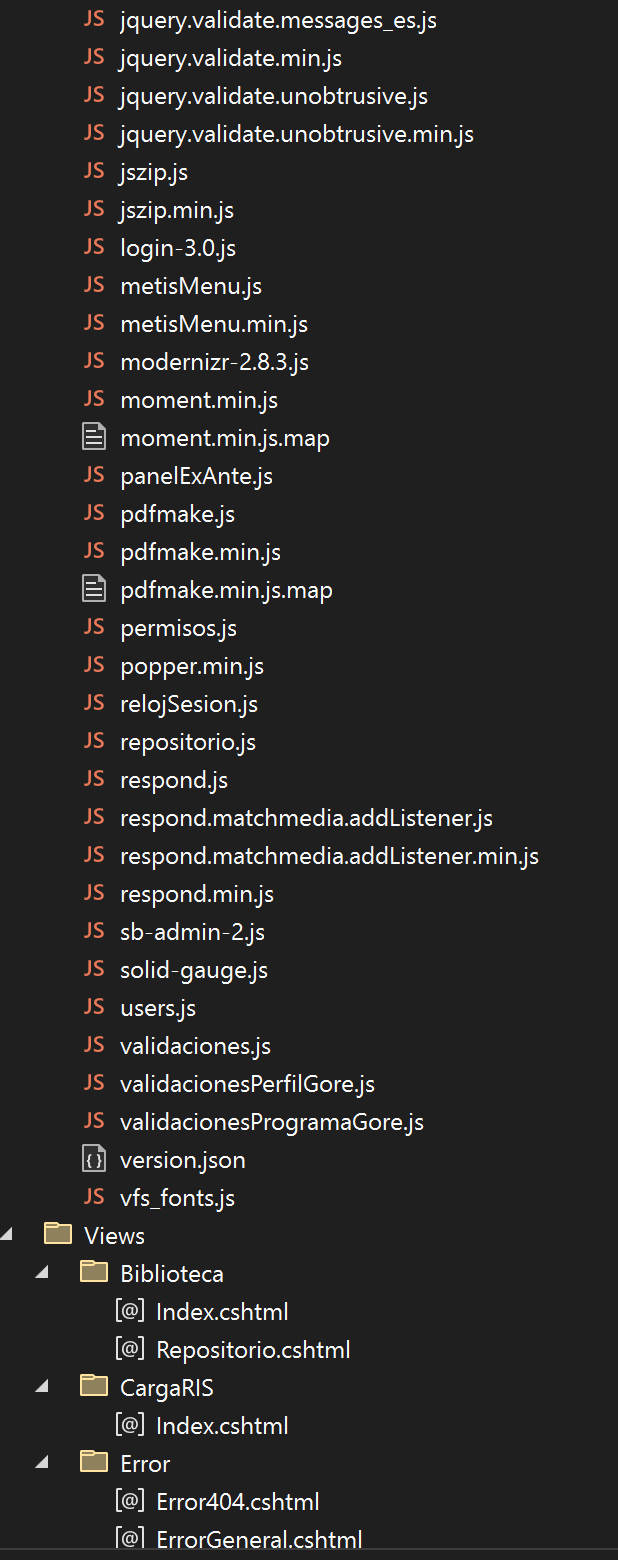 JS jquery.validate.messages_es.js
JS jquery.validate.min.js
JS jquery.validate.unobtrusive.js
JS jquery.validate.unobtrusive.min.js
JS jszip.js
JS jszip.min.js
JS login-3.0.js
JS metisMenu.js
JS metisMenu.min.js
JS modernizr-2.8.3.js
JS moment.min.js
moment.min.js.map
JS panelExAnte.js
JS pdfmake.js
JS pdfmake.min.js
pdfmake.min.js.map
JS permisos.js
JS popper.min.js
JS relojSesion.js
JS repositorio.js
JS respond.js
JS respond.matchmedia.addListener.js
JS respond.matchmedia.addListener.min.js
JS respond.min.js
JS sb-admin-2.js
JS solid-gauge.js
JS users.js
JS validaciones.js
JS validacionesPerfilGore.js
JS validacionesProgramaGore.js
{} version.json
JS vfs_fonts.js
Views
Biblioteca
[@] Index.cshtml
[@] Repositorio.cshtml
CargaRIS
[@] Index.cshtml
Error
[@] Error404.cshtml
[@] ErrorGeneral.cshtml